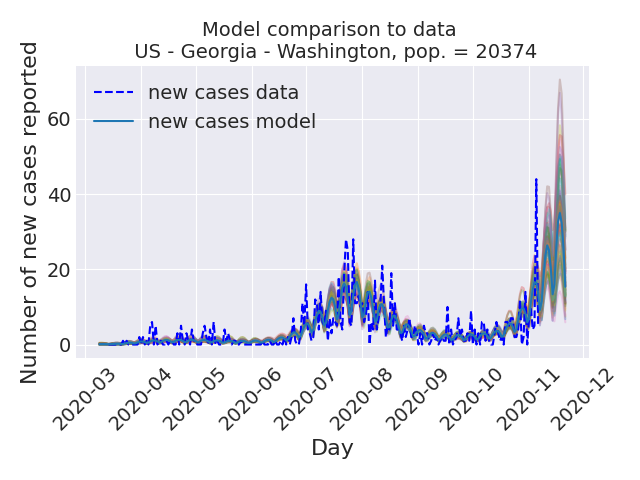 Model comparison to data
US - Georgia - Washington, pop. = 20374
Number of new cases reported
60
40
20
0
new cases data
new cases model
2020-03
2020-04
2020-05
2020-06
2020-07
2020-08
2020-09
2020-10
2020-11
2020-12
Day